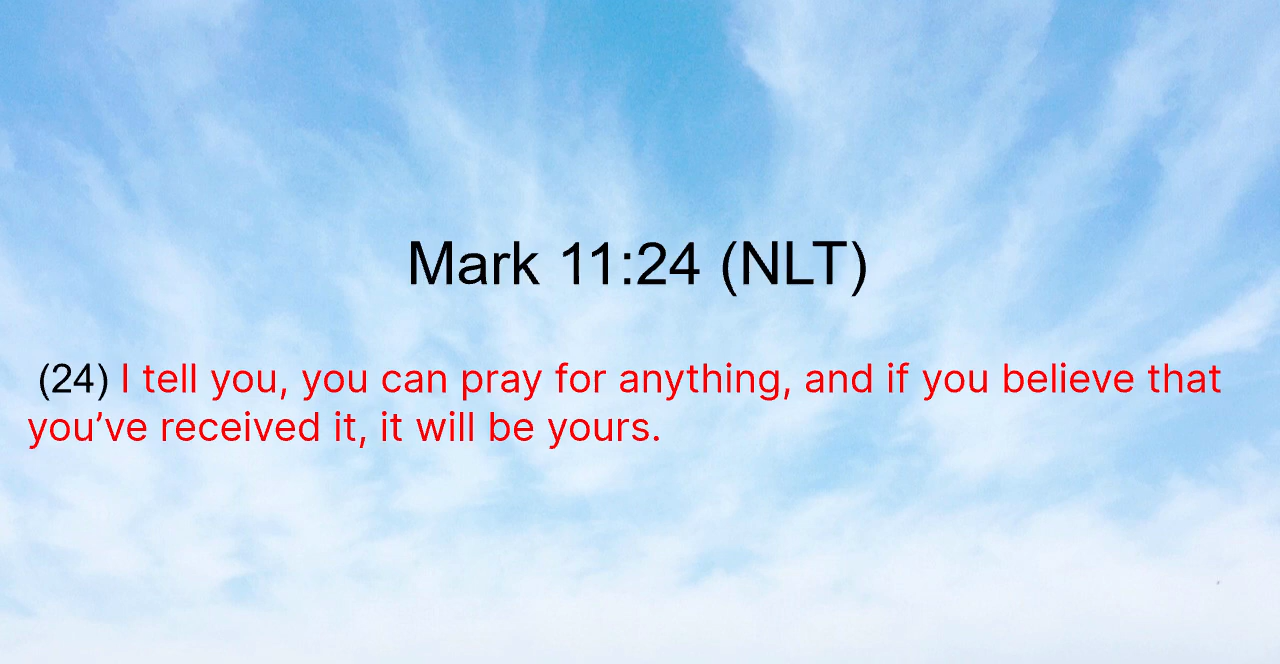 Mark 11:24 (NLT)
(24) I tell you, you can pray for anything, and if you believe that
you’ve received it, it will be yours.